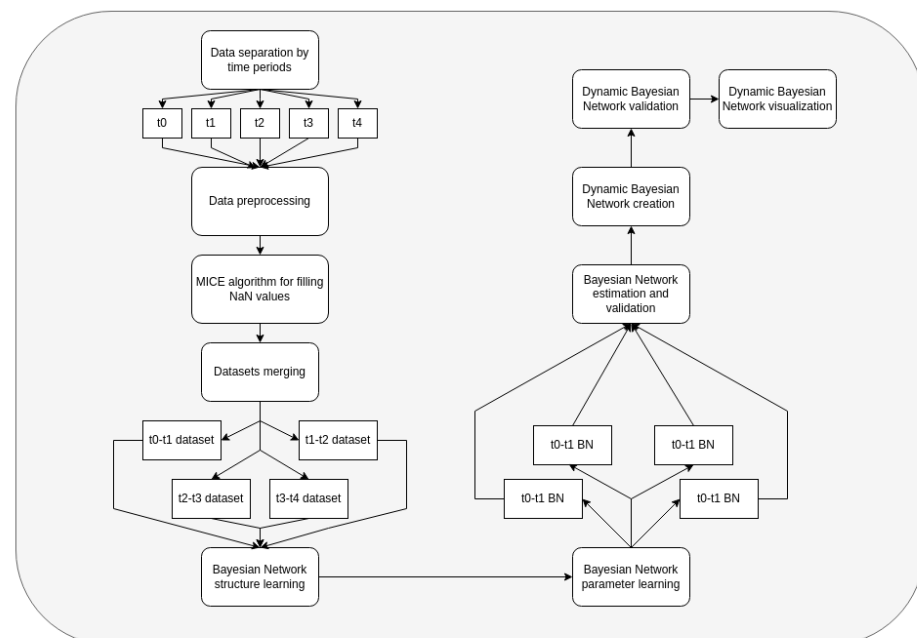 Data separation by
time periods
t0
t1
t2
t3
t4
Data preprocessing
MICE algorithm for filling
NaN values
Datasets merging
t0-t1 dataset
t1-t2 dataset
t2-t3 dataset
t3-t4 dataset
Bayesian Network
structure learning
Bayesian Network
parameter learning
t0-t1 BN
t0-t1 BN
t0-t1 BN
t0-t1 BN
Bayesian Network
estimation and
validation
Dynamic Bayesian
Network creation
Dynamic Bayesian
Network validation
Dynamic Bayesian
Network visualization